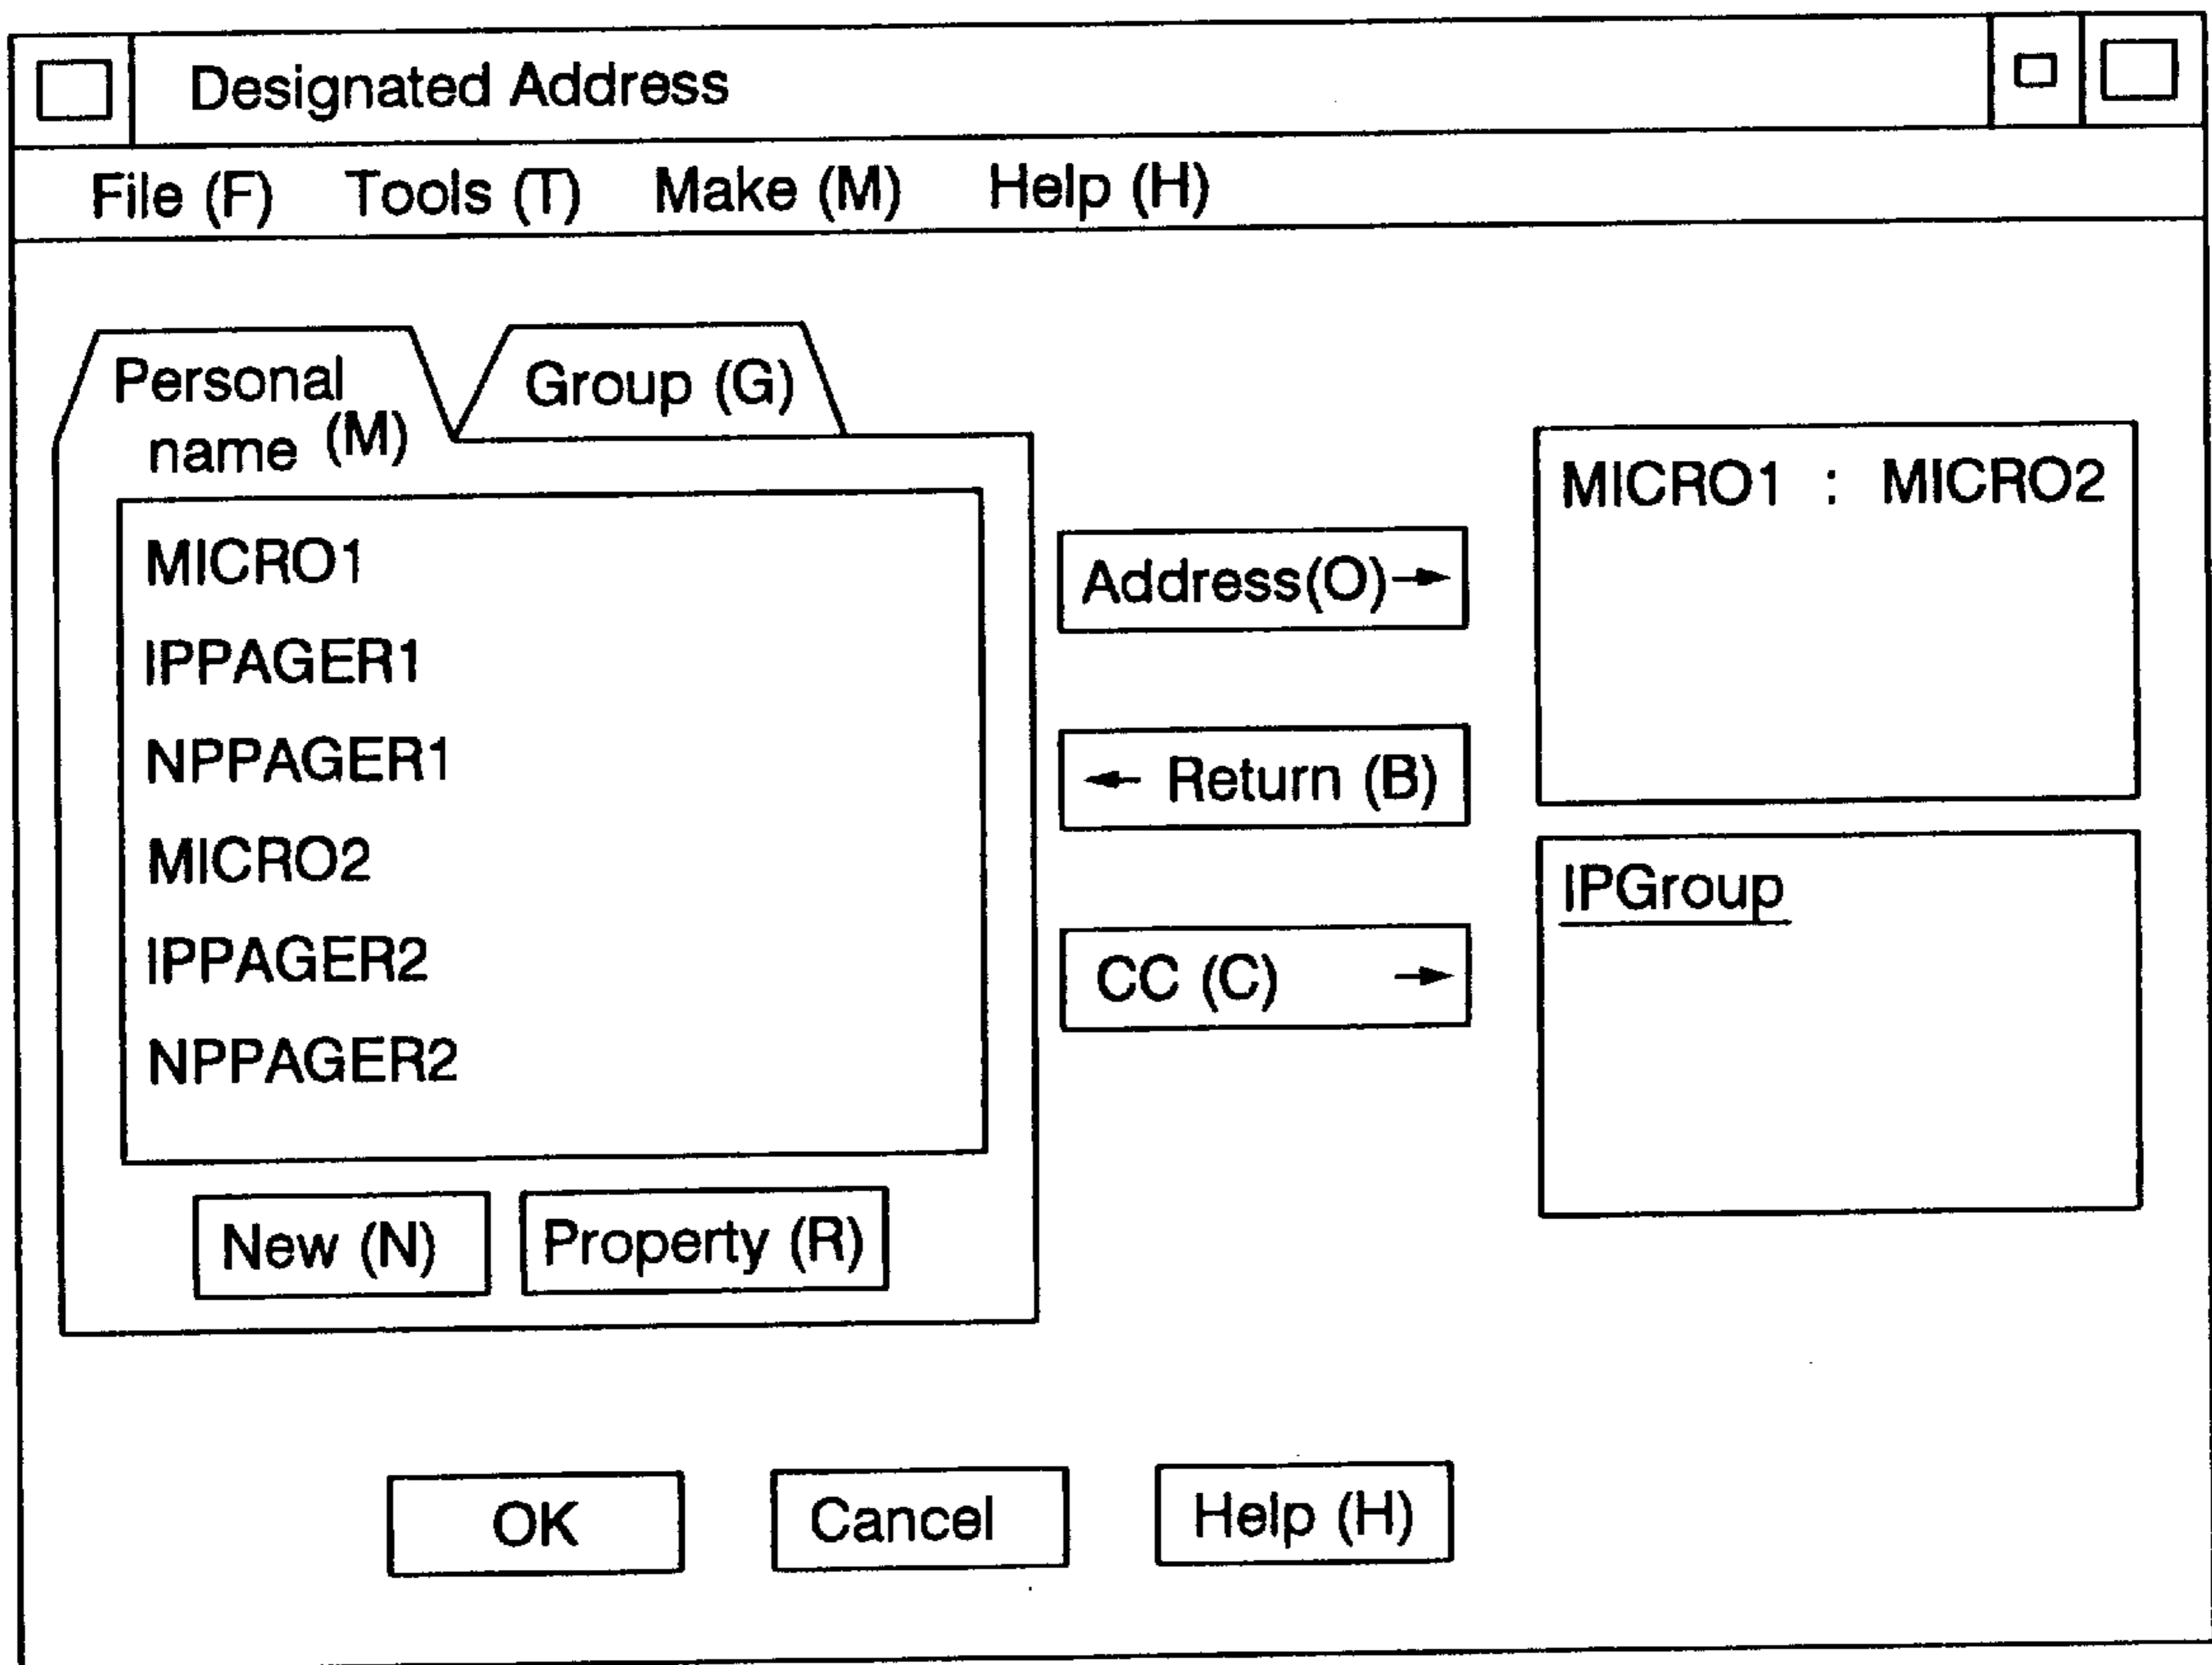 Designated Address
File (F) Tools (T) Make (M) Help (H)
Personal
name (M)
Group (G)
MICRO1
IPPAGER1
NPPAGER1
MICRO2
IPPAGER2
NPPAGER2
New (N) Property (R)
Address(O)→
← Return (B)
CC (C) →
MICRO1 : MICRO2
IPGroup
OK Cancel Help (H)